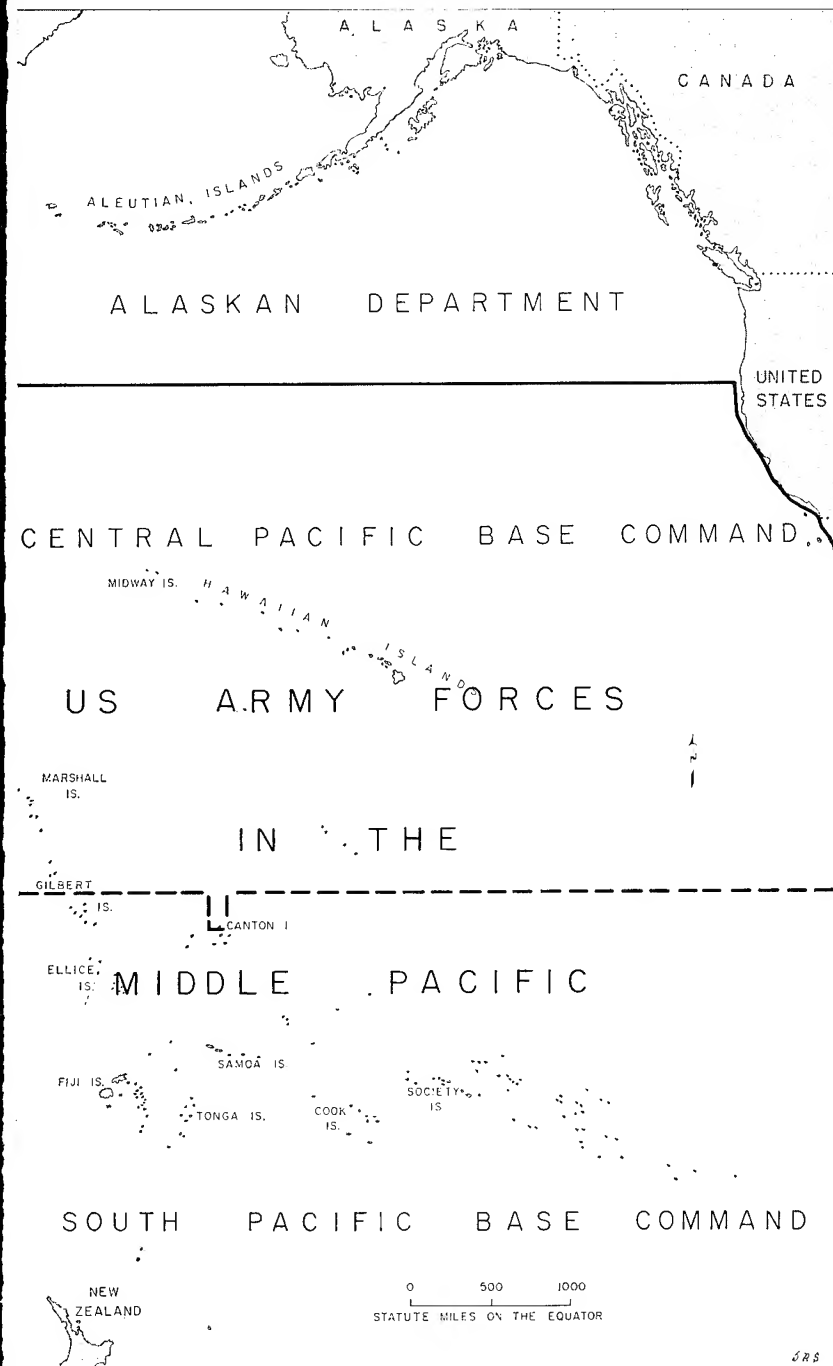 ALASKA
CANADA
ALEUTIAN ISLANDS
ALASKAN DEPARTMENT
UNITED
STATES
CENTRAL PACIFIC BASE COMMAND
MIDWAY IS.
HAWAIIAN ISLANDS
US ARMY FORCES
N
MARSHALL
IS.
IN THE
GILBERT
IS.
CANTON I
ELLICE
IS.
MIDDLE PACIFIC
SAMOA IS
FIJI IS.
TONGA IS.
COOK
IS.
SOCIETY
IS
SOUTH PACIFIC BASE COMMAND
NEW
ZEALAND
0 500 1000
STATUTE MILES ON THE EQUATOR